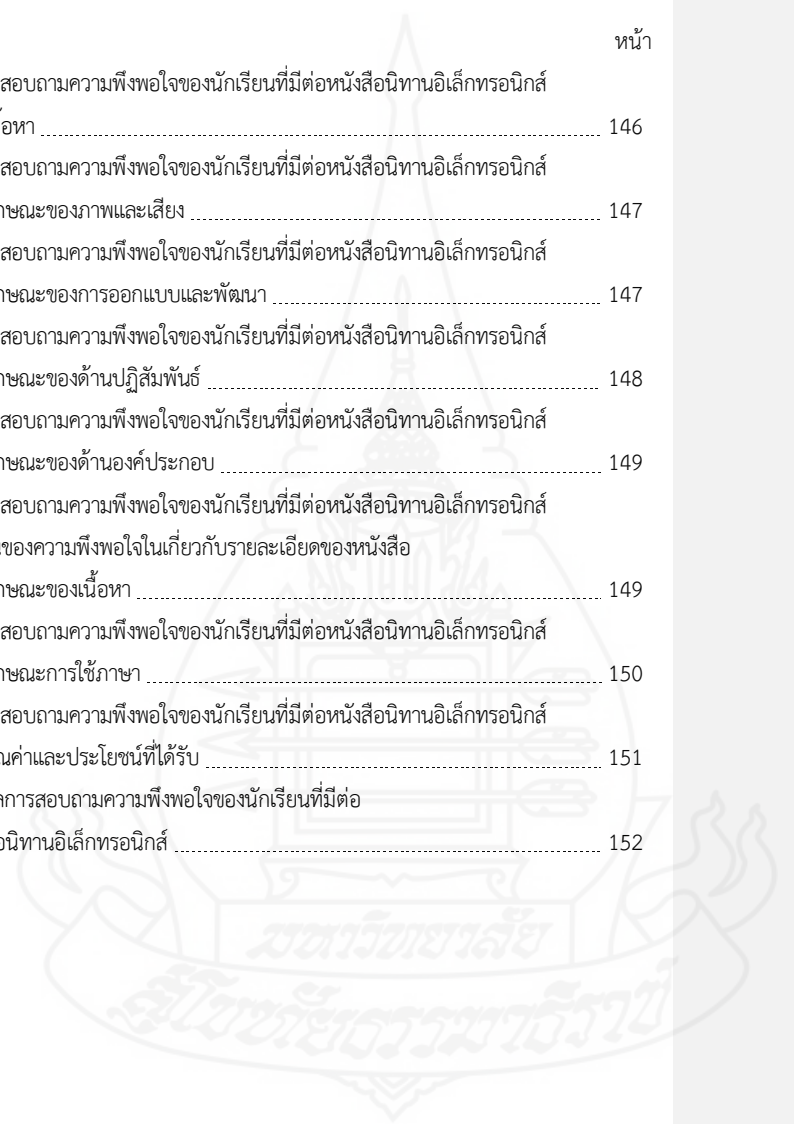 หน้า
สอบถามความพึงพอใจของนักเรียนที่มีต่อหนังสือนิทานอิเล็กทรอนิกส์
146
สอบถามความพึงพอใจของนักเรียนที่มีต่อหนังสือนิทานอิเล็กทรอนิกส์
ษณะของภาพและเสียง 147
สอบถามความพึงพอใจของนักเรียนที่มีต่อหนังสือนิทานอิเล็กทรอนิกส์
ษณะของการออกแบบและพัฒนา 147
สอบถามความพึงพอใจของนักเรียนที่มีต่อหนังสือนิทานอิเล็กทรอนิกส์
ษณะของด้านปฏิสัมพันธ์ 148
สอบถามความพึงพอใจของนักเรียนที่มีต่อหนังสือนิทานอิเล็กทรอนิกส์
ษณะของด้านองค์ประกอบ 149
สอบถามความพึงพอใจของนักเรียนที่มีต่อหนังสือนิทานอิเล็กทรอนิกส์
ของความพึงพอใจในเกี่ยวกับรายละเอียดของหนังสือ
ษณะของเนื้อหา 149
สอบถามความพึงพอใจของนักเรียนที่มีต่อหนังสือนิทานอิเล็กทรอนิกส์
ษณะการใช้ภาษา 150
สอบถามความพึงพอใจของนักเรียนที่มีต่อหนังสือนิทานอิเล็กทรอนิกส์
ค่าและประโยชน์ที่ได้รับ 151
การสอบถามความพึงพอใจของนักเรียนที่มีต่อ
นิทานอิเล็กทรอนิกส์ 152
มหาวิทยาลัย
สุโขทัยธรรมาธิราช